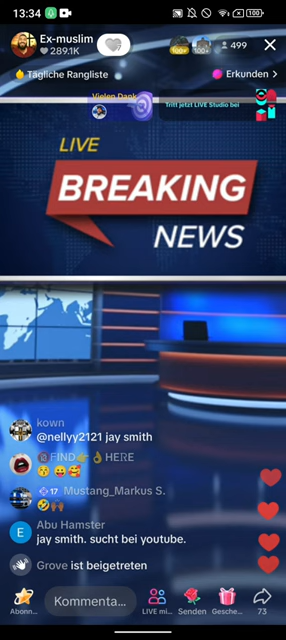 13:34
100
Ex-muslim
289.1K
100+
499
Tägliche Rangliste
Erkunden >
Vielen Dank
Tritt jetzt LIVE Studio bei
LIVE
BREAKING
NEWS
kown
@nellyy2121 jay smith
FIND👉👌HERE
😚😛🥰
17 Mustang_Markus S.
🤣🙌🏾
E
Abu Hamster
jay smith. sucht bei youtube.
Grove ist beigetreten
Kommenta...
Abonn...
LIVE mi...
Senden
Gesche...
73